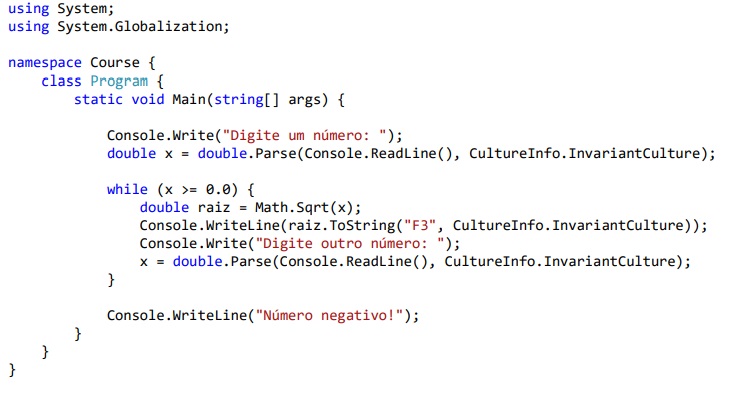 using System;
using System.Globalization;
namespace Course {
class Program {
static void Main(string[] args) {
Console.Write("Digite um número: ");
double x = double.Parse(Console.ReadLine(), CultureInfo.InvariantCulture);
while (x >= 0.0) {
double raiz = Math.Sqrt(x);
Console.WriteLine(raiz.ToString("F3", CultureInfo.InvariantCulture));
Console.Write("Digite outro número: ");
x = double.Parse(Console.ReadLine(), CultureInfo.InvariantCulture);
}
Console.WriteLine("Número negativo!");
}
}
}